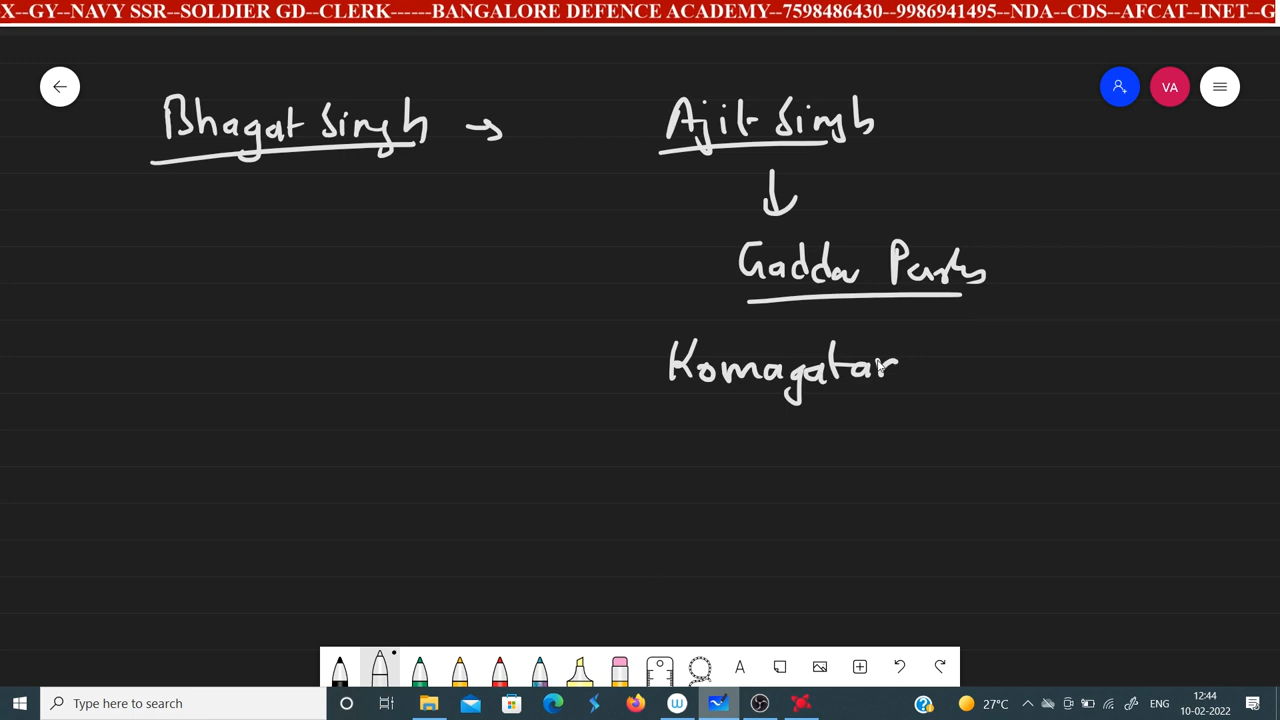 X--GY--NAVY SSR--SOLDIER GD--CLERK------BANGALORE DEFENCE ACADEMY--7598486430--9986941495--NDA--CDS--AFCAT--INET--G
VA
Bhagat Singh →
Ajit Singh
↓
Gaddar Party
Komagatar
A
Type here to search
27°C
ENG
12:44
10-02-2022